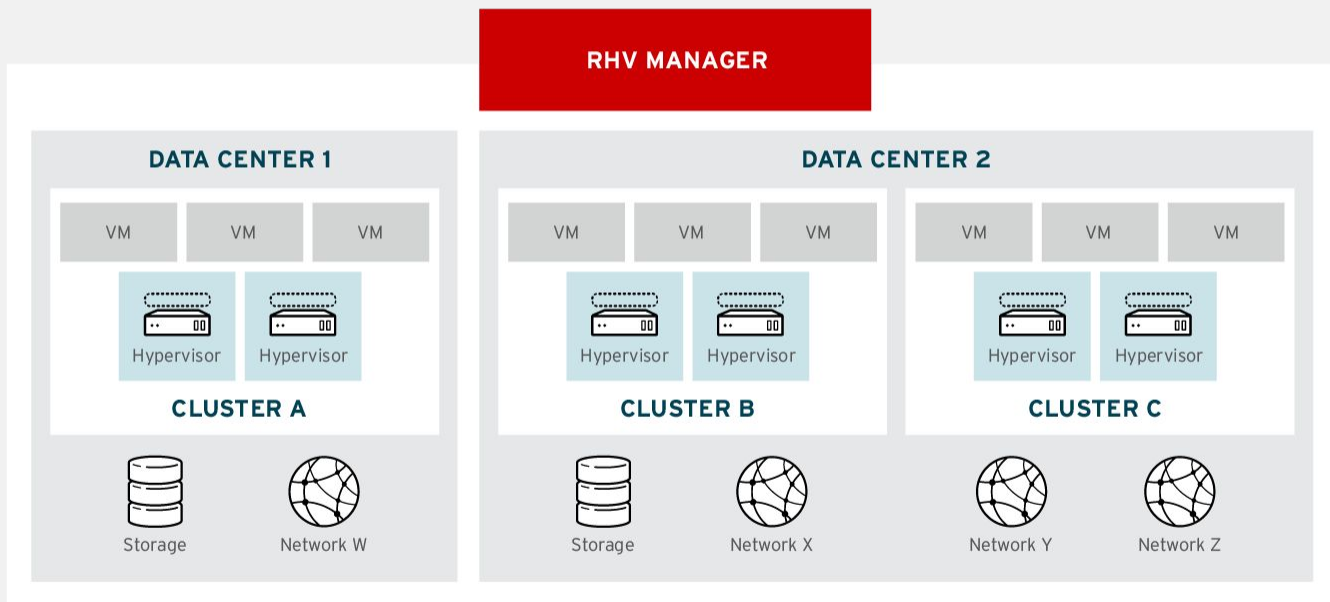 RHV MANAGER
DATA CENTER 1
VM VM VM
Hypervisor Hypervisor
CLUSTER A
Storage Network W
DATA CENTER 2
VM VM VM VM VM VM
Hypervisor Hypervisor Hypervisor Hypervisor
CLUSTER B CLUSTER C
Storage Network X Network Y Network Z